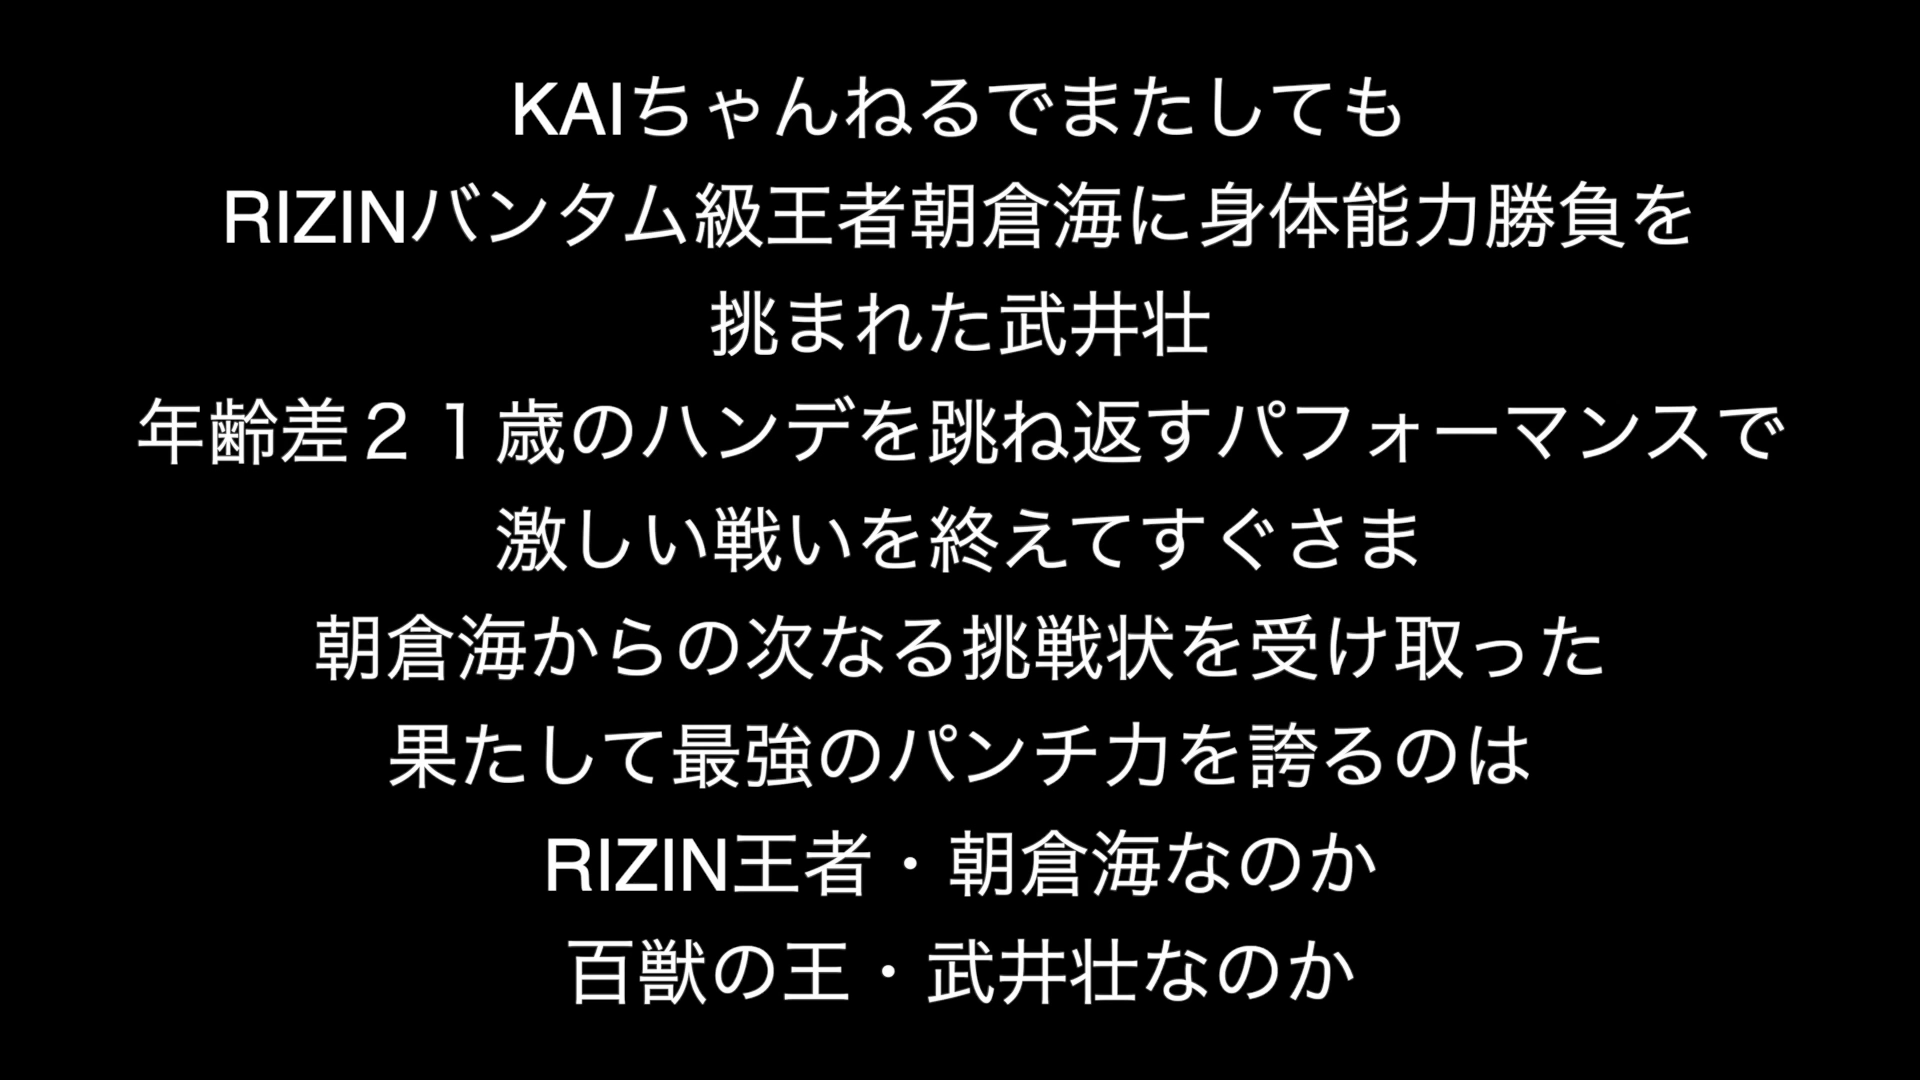 KAIちゃんねるでまたしても
RIZINバンタム級王者朝倉海に身体能力勝負を
挑まれた武井壮
年齢差２１歳のハンデを跳ね返すパフォーマンスで
激しい戦いを終えてすぐさま
朝倉海からの次なる挑戦状を受け取った
果たして最強のパンチ力を誇るのは
RIZIN王者・朝倉海なのか
百獣の王・武井壮なのか